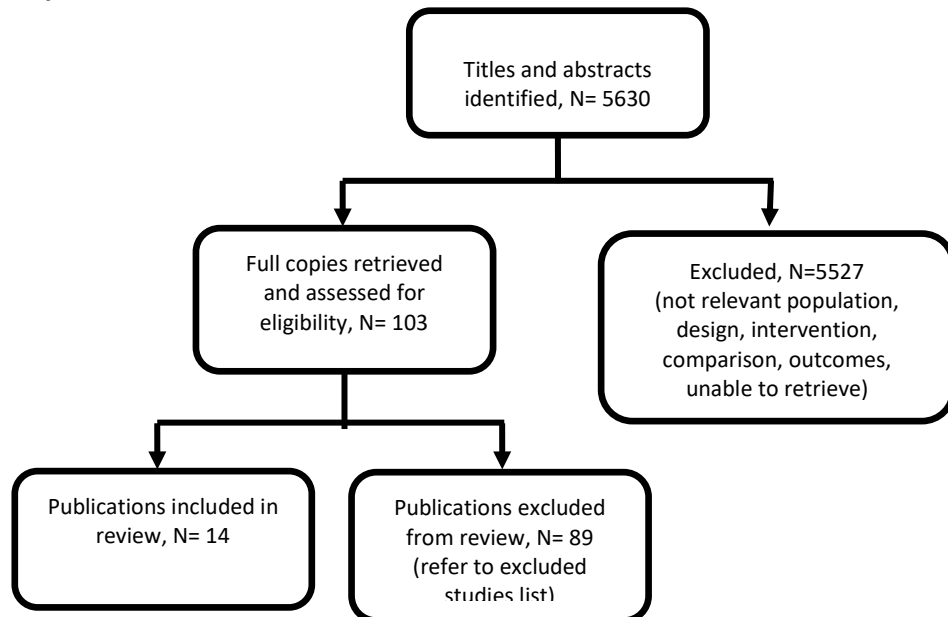 Titles and abstracts
identified, N= 5630
Full copies retrieved
and assessed for
eligibility, N= 103
Excluded, N=5527
(not relevant population,
design, intervention,
comparison, outcomes,
unable to retrieve)
Publications included in
review, N= 14
Publications excluded
from review, N= 89
(refer to excluded
studies list)